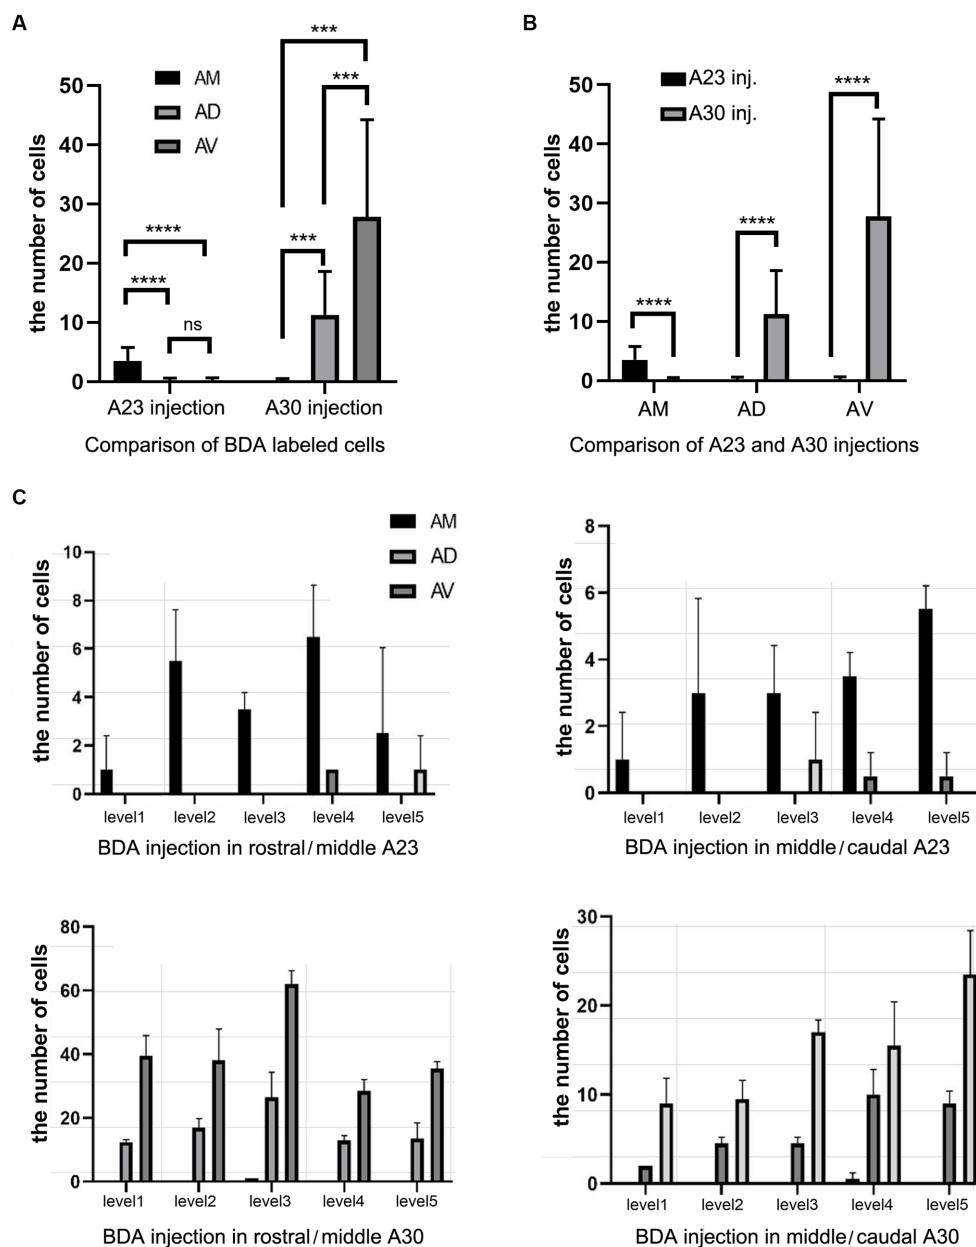 A
B
***
***
****
AM
AD
AV
A23 inj.
A30 inj.
50
40
30
20
10
0
the number of cells
****
****
ns
***
A23 injection
A30 injection
Comparison of BDA labeled cells
50
40
30
20
10
0
the number of cells
****
****
AM
AD
AV
Comparison of A23 and A30 injections
C
AM
AD
AV
10
8
6
4
2
0
the number of cells
level1
level2
level3
level4
level5
BDA injection in rostral/middle A23
8
6
4
2
0
the number of cells
level1
level2
level3
level4
level5
BDA injection in middle/caudal A23
80
60
40
20
0
the number of cells
level1
level2
level3
level4
level5
BDA injection in rostral/middle A30
30
20
10
0
the number of cells
level1
level2
level3
level4
level5
BDA injection in middle/caudal A30